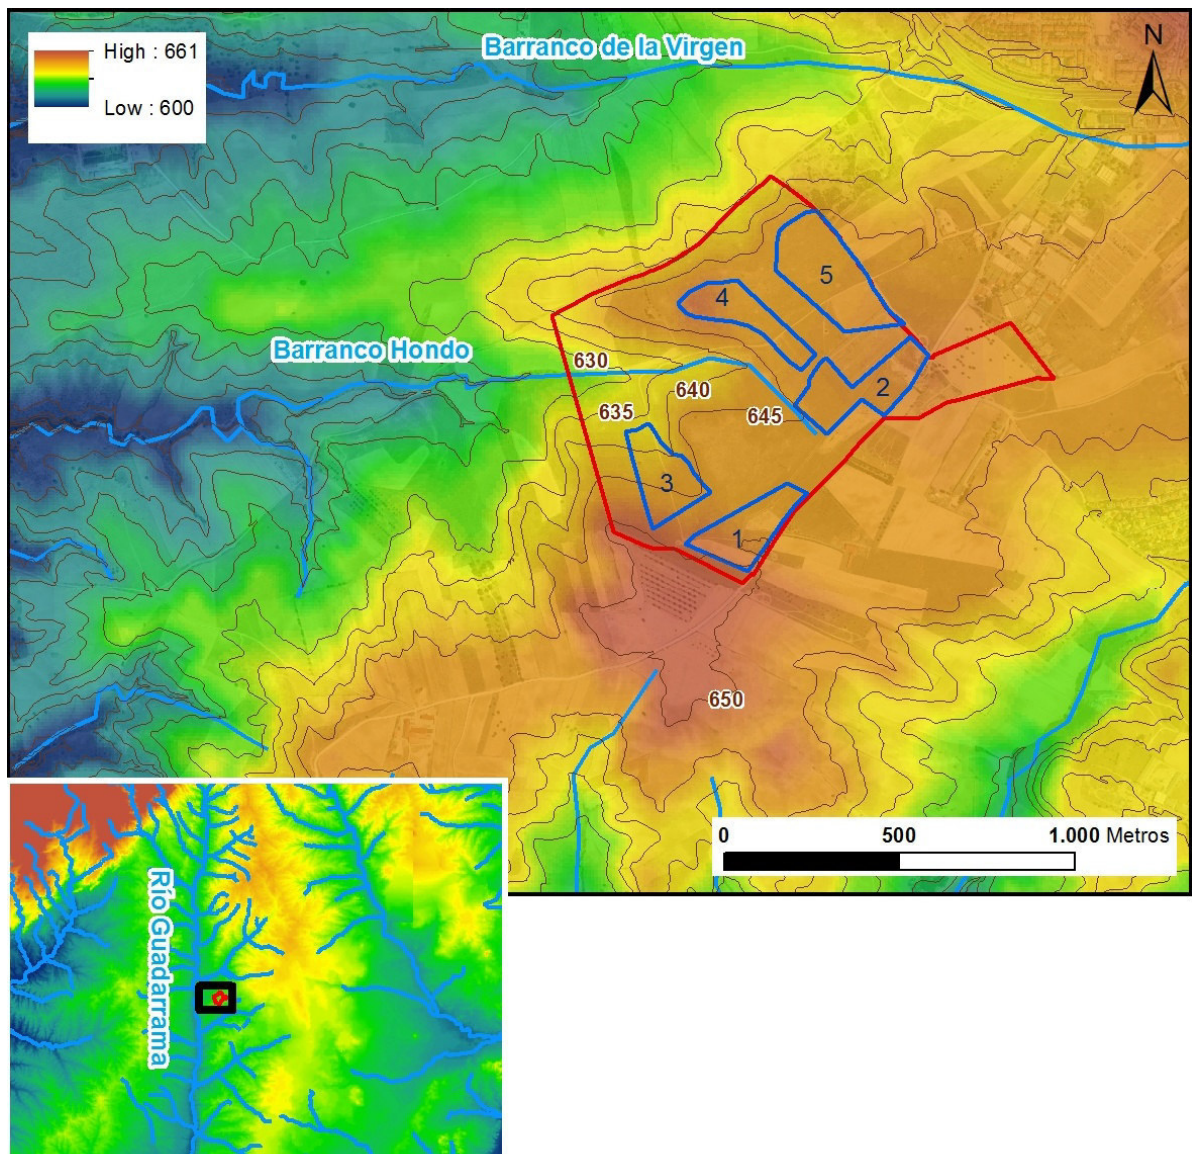 Barranco de la Virgen
N
High : 661
Low : 600
5
4
Barranco Hondo
630
640
2
635
645
3
1
650
0 500 1.000 Metros
Río Guadarrama